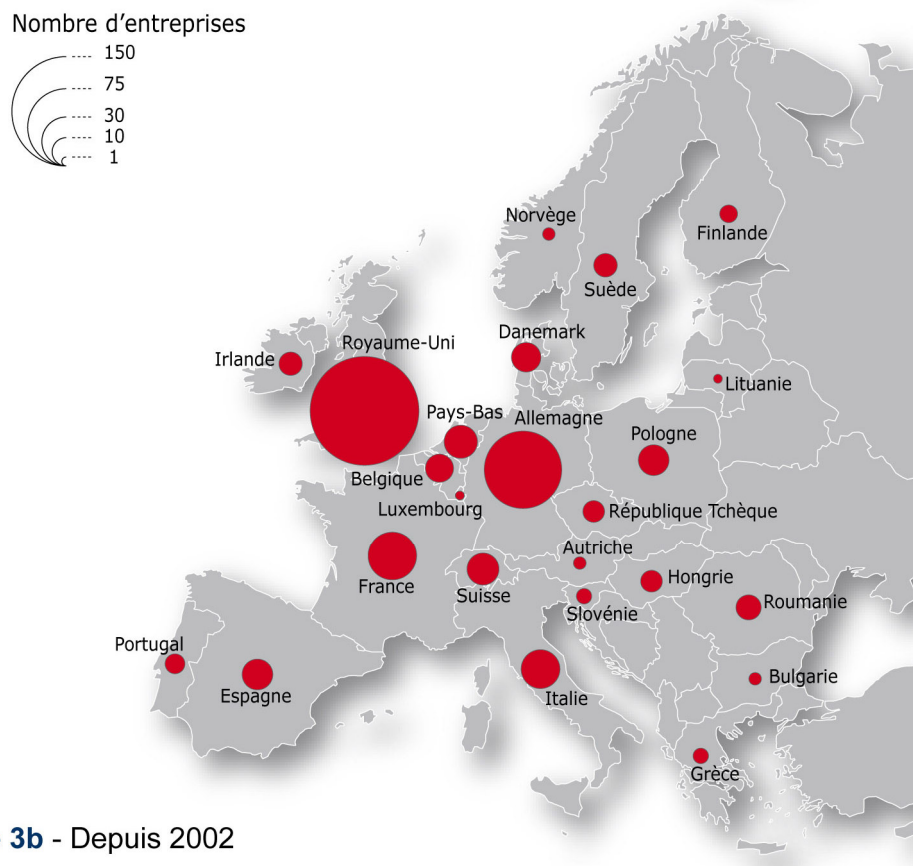 Nombre d'entreprises
150
75
30
10
1
Norvège
Finlande
Suède
Danemark
Royaume-Uni
Irlande
Lituanie
Pays-Bas
Allemagne
Pologne
Belgique
Luxembourg
République Tchèque
Autriche
France
Suisse
Hongrie
Slovénie
Roumanie
Portugal
Espagne
Italie
Bulgarie
Grèce
3b - Depuis 2002